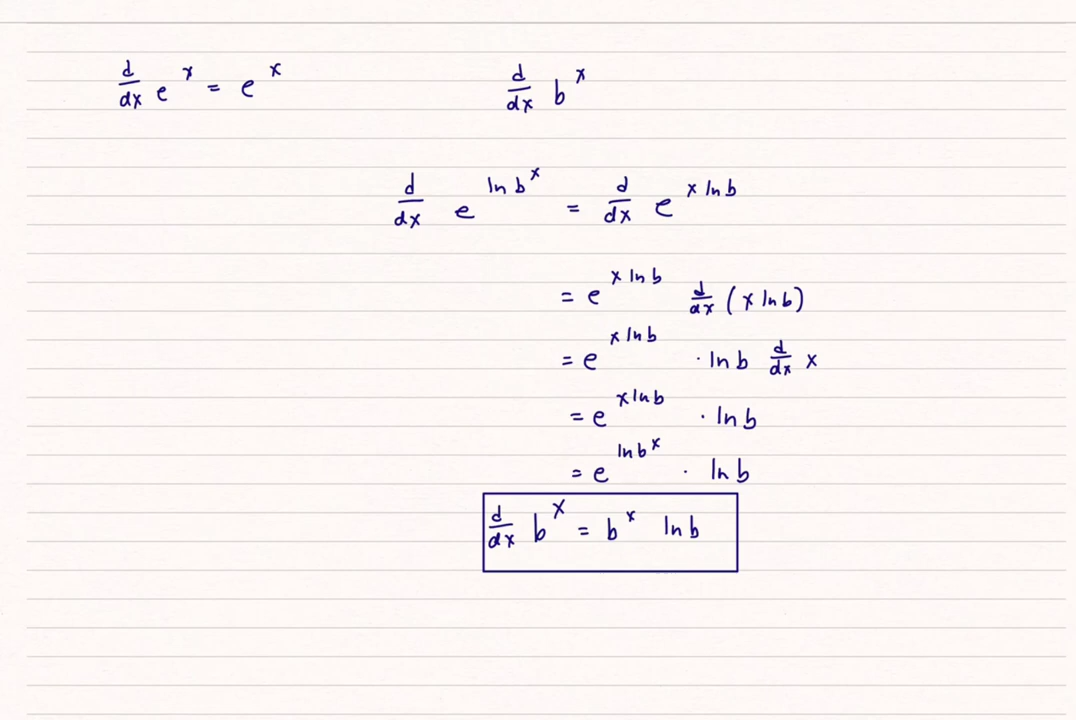 d/dx e^x = e^x    d/dx b^x
d/dx e^(ln b^x) = d/dx e^(x ln b)
= e^(x ln b) d/dx (x ln b)
= e^(x ln b) · ln b d/dx x
= e^(x ln b) · ln b
= e^(ln b^x) · ln b
d/dx b^x = b^x ln b